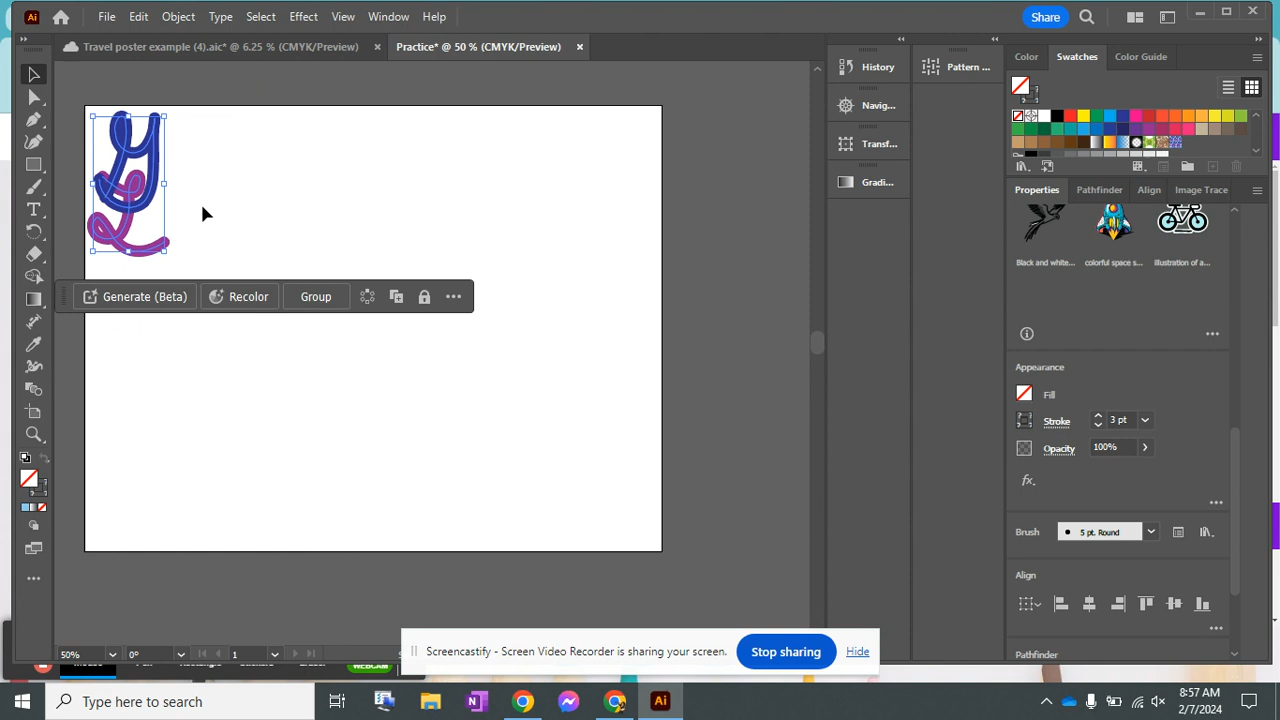 Ai File Edit Object Type Select Effect View Window Help Share
Travel poster example (4).aic* @ 6.25 % (CMYK/Preview) × Practice* @ 50 % (CMYK/Preview) ×
History
Navig...
Transf...
Gradi...
Pattern ...
Color Swatches Color Guide
Properties Pathfinder Align Image Trace
Black and white... colorful space s... illustration of a...
Generate (Beta) Recolor Group
Appearance
Fill
Stroke 3 pt
Opacity 100%
fx.
Brush 5 pt. Round
Align
Pathfinder
50% 0° 1
Screencastify - Screen Video Recorder is sharing your screen. Stop sharing Hide
WEBCAM
Type here to search
Ai
8:57 AM
2/7/2024